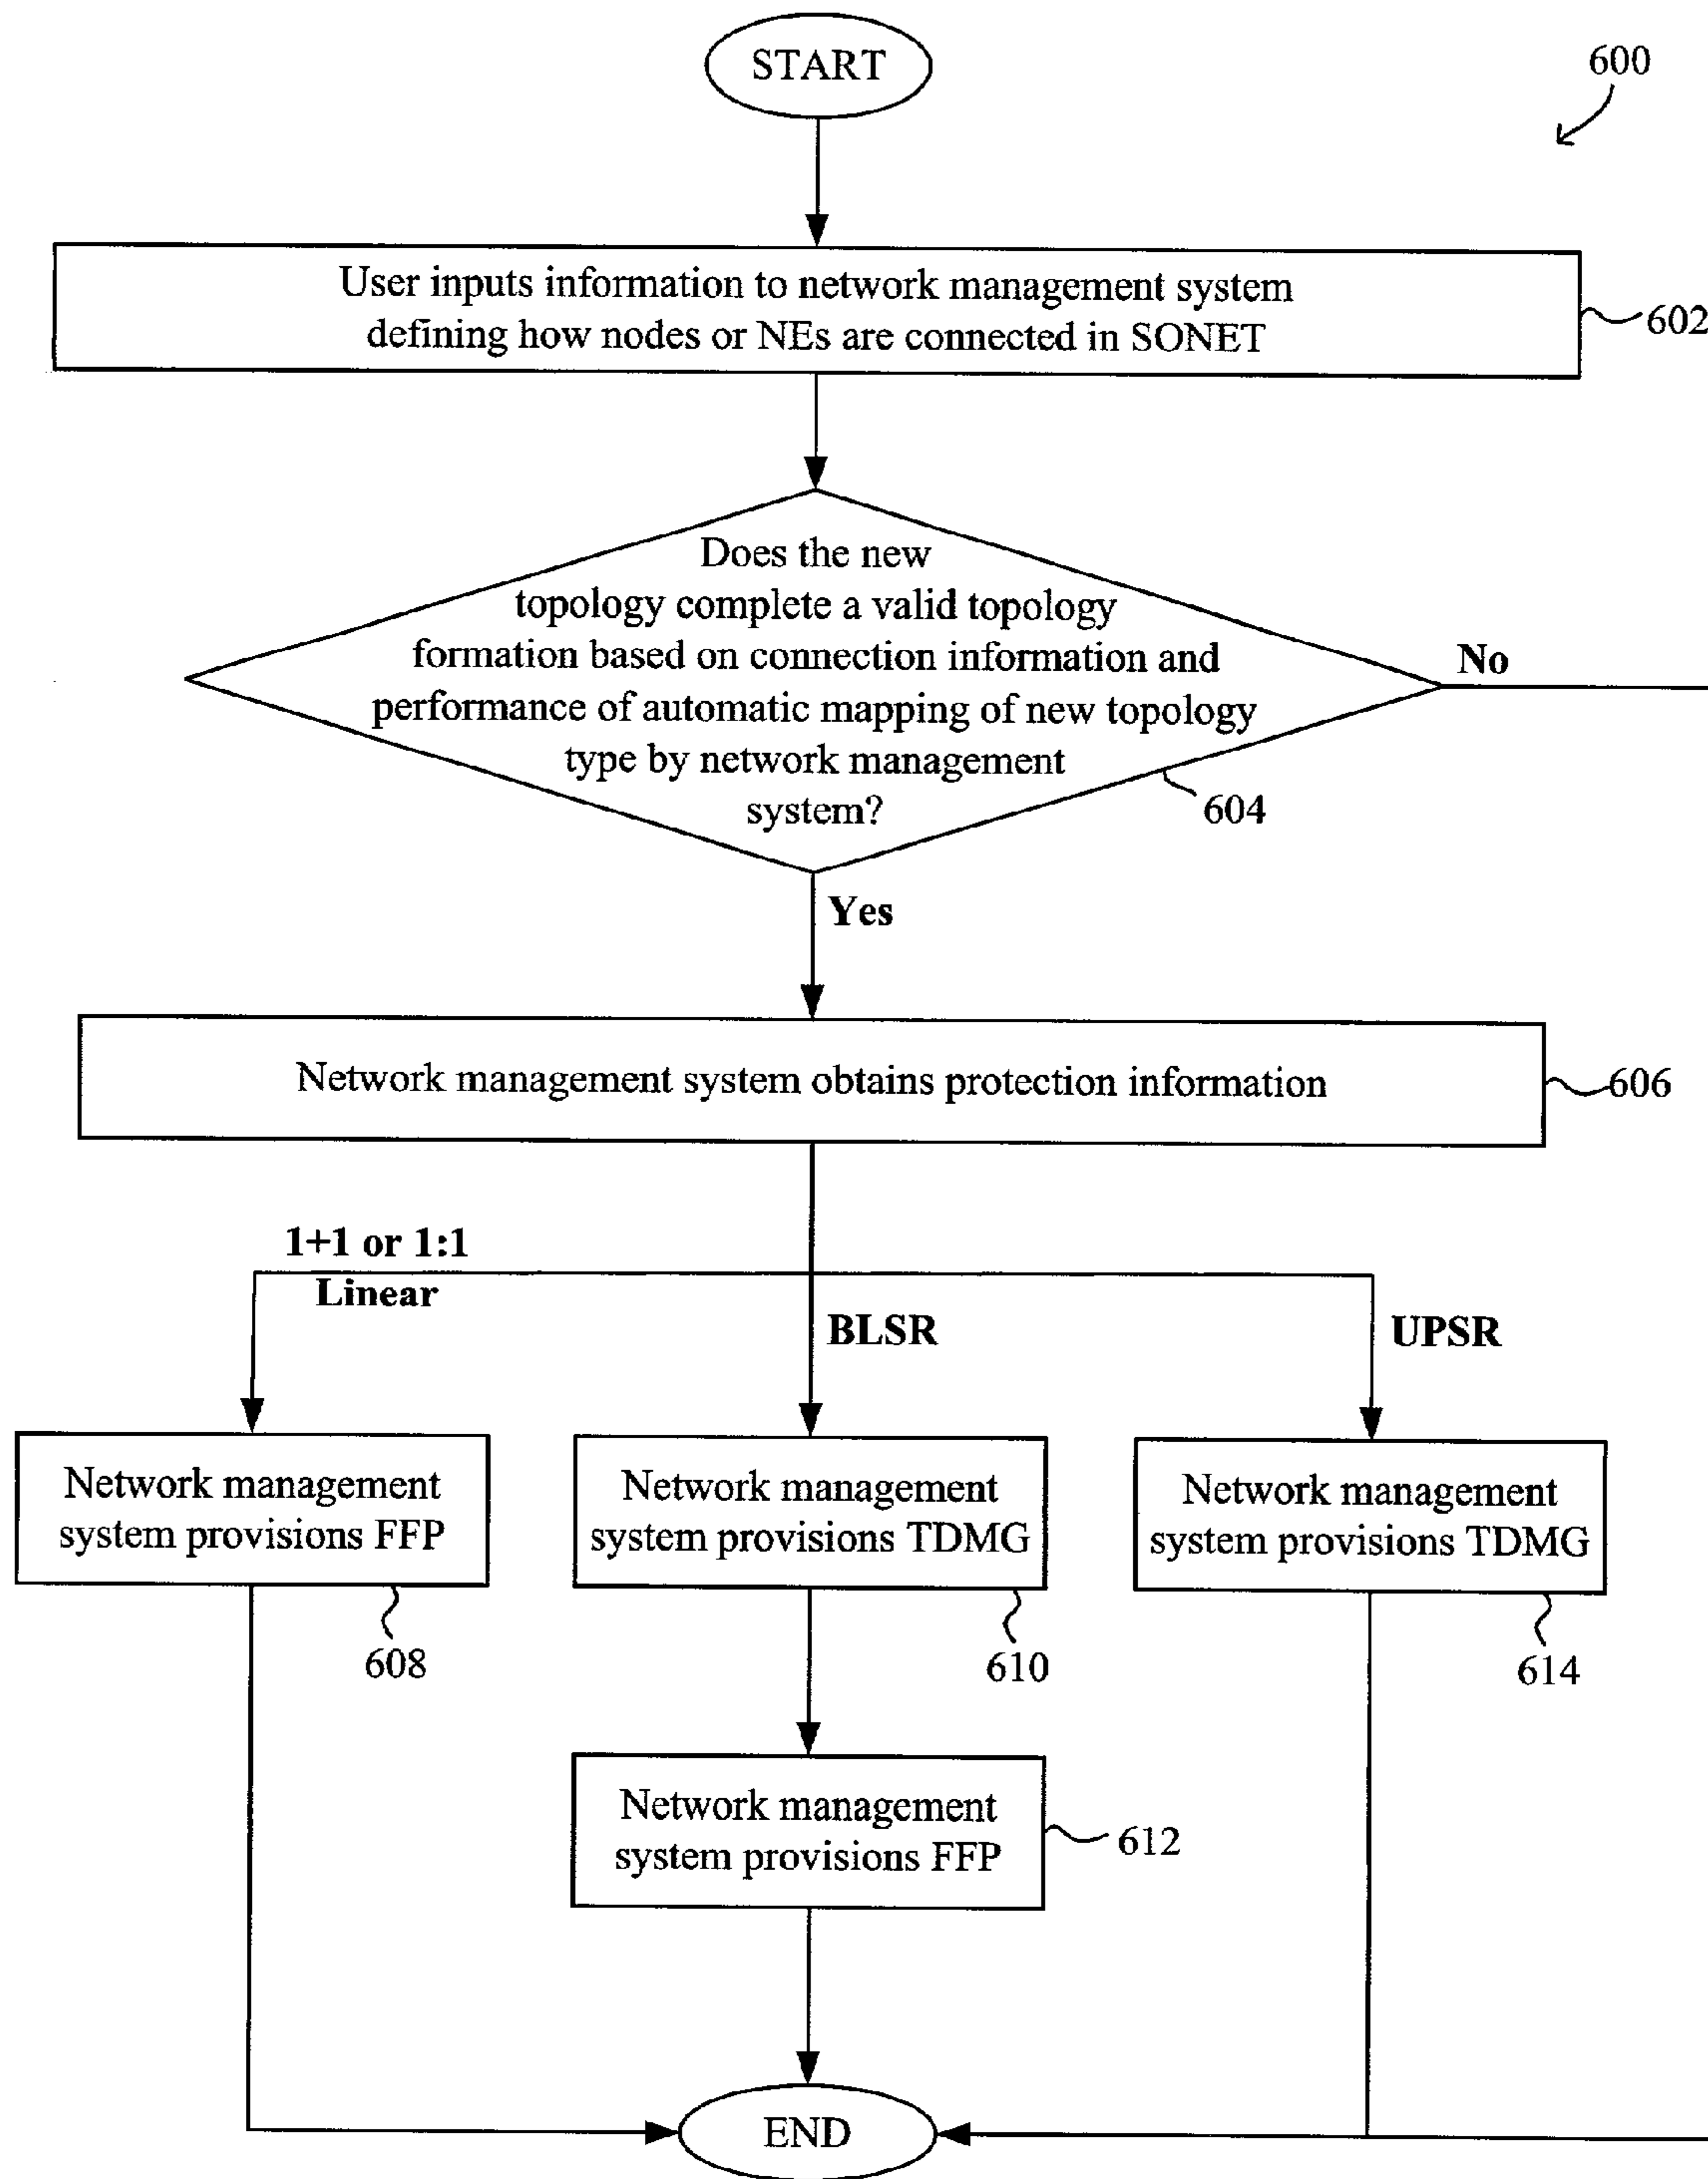 START
600
User inputs information to network management system
defining how nodes or NEs are connected in SONET
602
Does the new
topology complete a valid topology
formation based on connection information and
performance of automatic mapping of new topology
type by network management
system?
No
604
Yes
Network management system obtains protection information
606
1+1 or 1:1
Linear
BLSR
UPSR
Network management
system provisions FFP
608
Network management
system provisions TDMG
610
Network management
system provisions TDMG
614
Network management
system provisions FFP
612
END